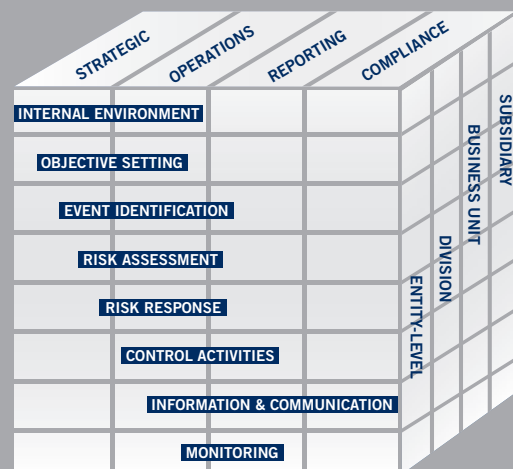 STRATEGIC
OPERATIONS
REPORTING
COMPLIANCE
INTERNAL ENVIRONMENT
OBJECTIVE SETTING
EVENT IDENTIFICATION
RISK ASSESSMENT
RISK RESPONSE
CONTROL ACTIVITIES
INFORMATION & COMMUNICATION
MONITORING
ENTITY-LEVEL
DIVISION
BUSINESS UNIT
SUBSIDIARY